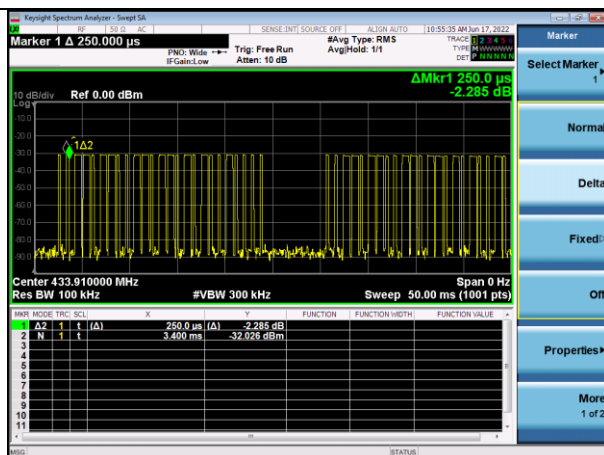 Keysight Spectrum Analyzer - Swept SA
RF 50 Ω AC SENSE:INT SOURCE OFF ALIGN AUTO 10:55:35 AM Jun 17, 2022
Marker 1 Δ 250.000 µs
PNO: Wide
IFGain:Low
Trig: Free Run
Atten: 10 dB
#Avg Type: RMS
Avg|Hold: 1/1
TRACE 1 2 3 4 5 6
TYPE M W W W W W
DET P N N N N N
ΔMkr1 250.0 µs
-2.285 dB
10 dB/div Ref 0.00 dBm
Log
-10.0
-20.0
-30.0
-40.0
-50.0
-60.0
-70.0
-80.0
-90.0
1Δ2
Center 433.910000 MHz Span 0 Hz
Res BW 100 kHz #VBW 300 kHz Sweep 50.00 ms (1001 pts)
MKR MODE TRC SCL X Y FUNCTION FUNCTION WIDTH FUNCTION VALUE
1 Δ2 1 t (Δ) 250.0 µs (Δ) -2.285 dB
2 N 1 t 3.400 ms -32.026 dBm
3
4
5
6
7
8
9
10
11
MSG STATUS
Marker
Select Marker
1
Normal
Delta
Fixed
Off
Properties
More
1 of 2